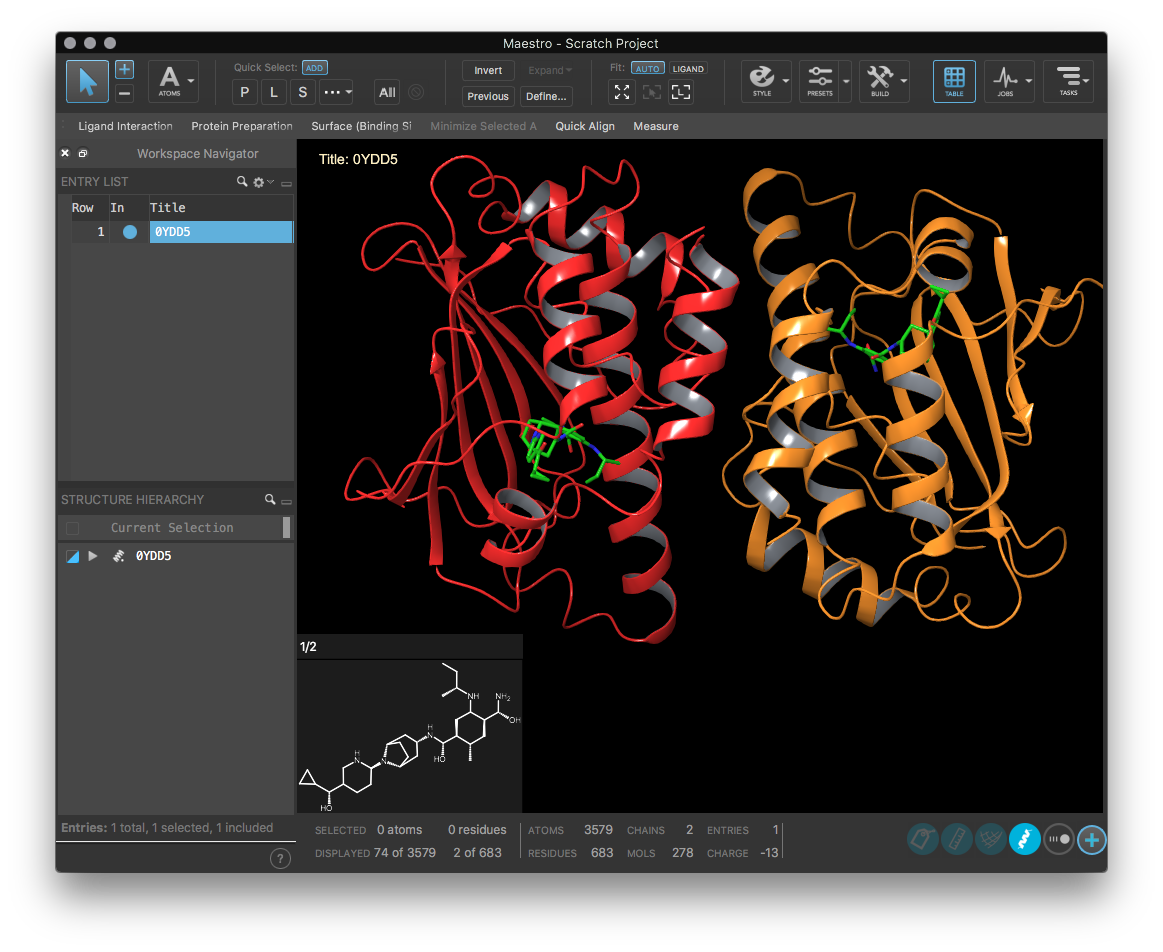 Maestro - Scratch Project
Quick Select: ADD
Invert
Expand
Fit: AUTO LIGAND
A
ATOMS
P L S ... All
Previous
Define...
STYLE
PRESETS
BUILD
TABLE
JOBS
TASKS
Ligand Interaction
Protein Preparation
Surface (Binding Si
Minimize Selected A
Quick Align
Measure
Workspace Navigator
ENTRY LIST
Row In Title
1 0YDD5
Title: 0YDD5
STRUCTURE HIERARCHY
Current Selection
0YDD5
1/2
NH
NH2
OH
H
N
HO
H
N
N
HO
Entries: 1 total, 1 selected, 1 included
?
SELECTED 0 atoms 0 residues
ATOMS 3579 CHAINS 2 ENTRIES 1
DISPLAYED 74 of 3579 2 of 683
RESIDUES 683 MOLS 278 CHARGE -13